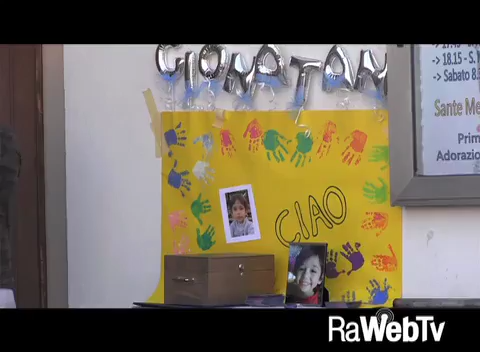 GIONATAN
-> 18.15 - S. M
-> Sabato 8.
Sante Me
Prim
Adorazio
CIAO
RaWebTv